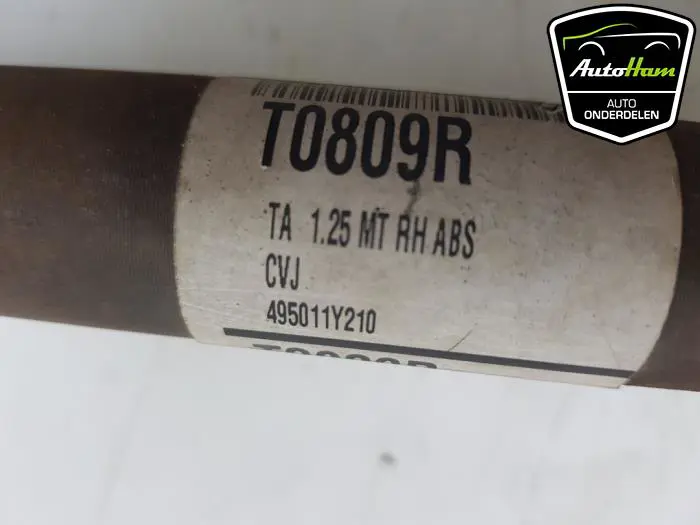 AutoHam
AUTO
ONDERDELEN
T0809R
TA 1.25 MT RH ABS
CVJ
495011Y210